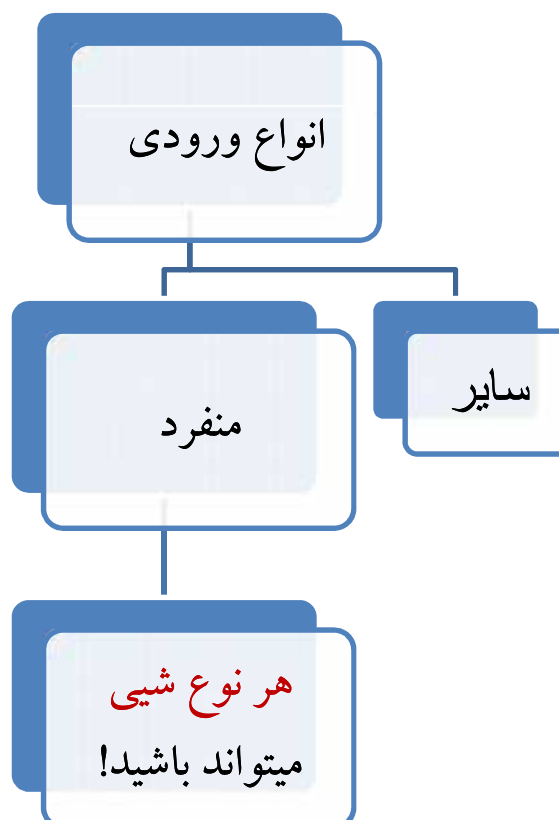 انواع ورودی
سایر
منفرد
هر نوع شیی
میتواند باشید!